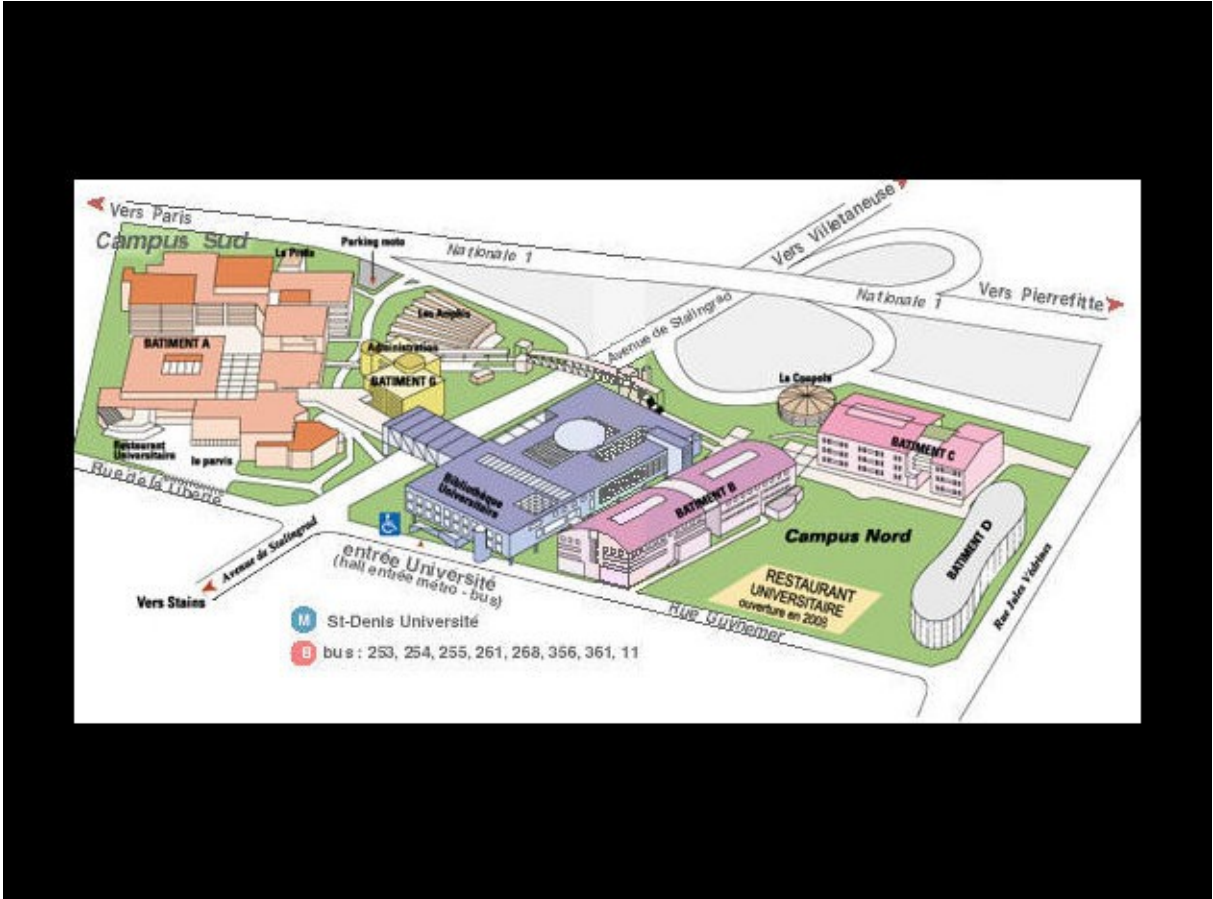 Vers Paris
Campus Sud
La Prefa
Parking moto
Nationale 1
Vers Villetaneuse
Nationale 1
Vers Pierrefitte
Les Amphis
Avenue de Stalingrad
BATIMENT A
Administration
BATIMENT G
La Coupole
Restaurant
Universitaire
le parvis
BATIMENT C
Rue de la Liberté
Bibliothèque
Universitaire
BATIMENT B
Campus Nord
BATIMENT D
Avenue de Stalingrad
Vers Stains
entrée Université
(hall entrée métro - bus)
RESTAURANT
UNIVERSITAIRE
ouverture en 2008
Rue Guynemer
Rue Jules Védrines
M St-Denis Université
B bus : 253, 254, 255, 261, 268, 356, 361, 11